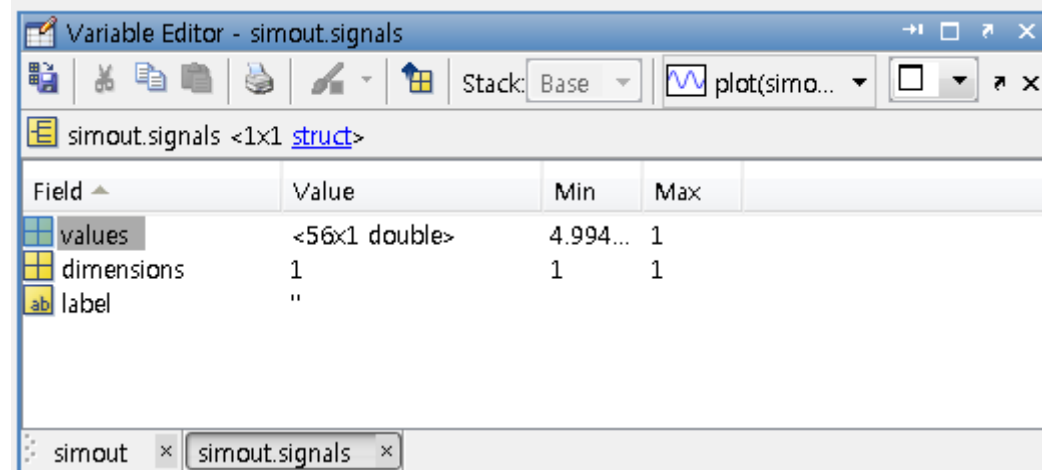 Variable Editor - simout.signals
Stack: Base plot(simo...
simout.signals <1x1 struct>
Field Value Min Max
values <56x1 double> 4.994... 1
dimensions 1 1 1
ab label ''
simout simout.signals